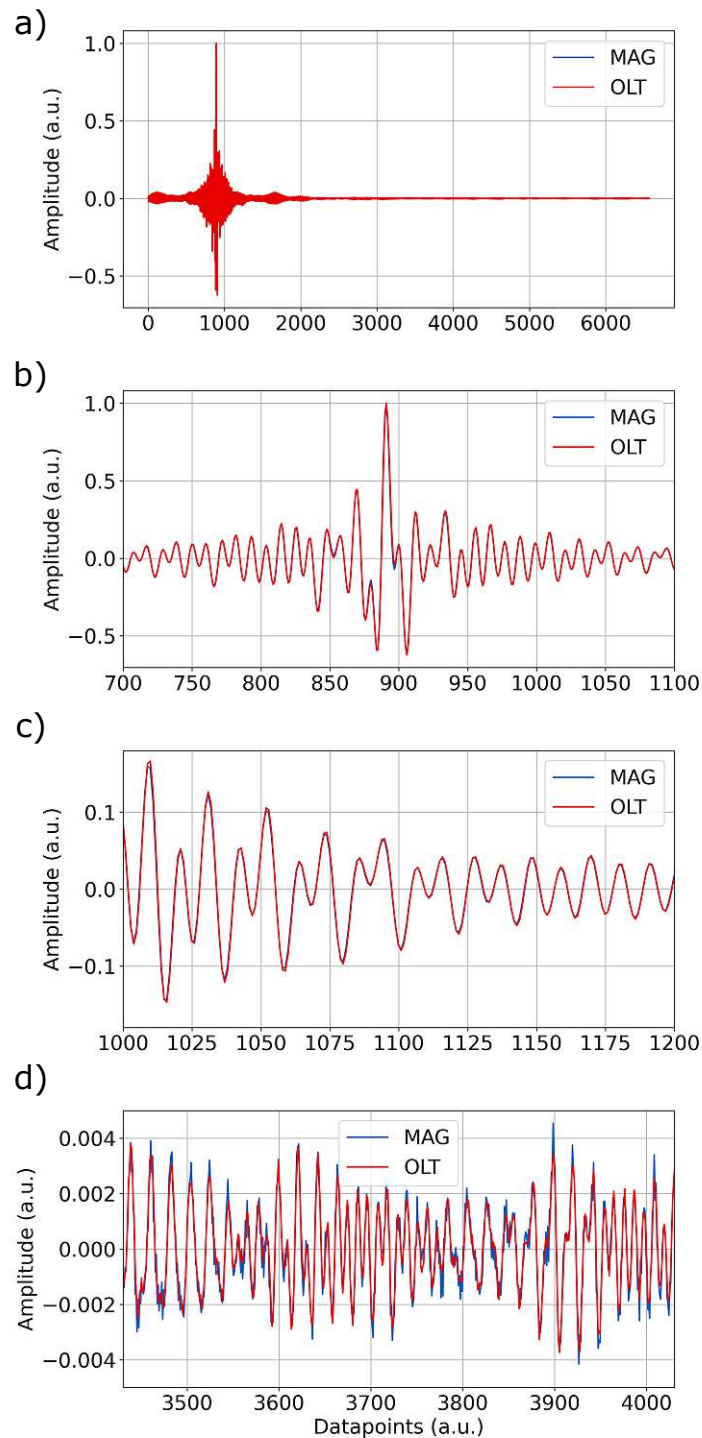 a)
Amplitude (a.u.)
1.0
0.5
0.0
−0.5
MAG
OLT
0 1000 2000 3000 4000 5000 6000
b)
Amplitude (a.u.)
1.0
0.5
0.0
−0.5
MAG
OLT
700 750 800 850 900 950 1000 1050 1100
c)
Amplitude (a.u.)
0.1
0.0
−0.1
MAG
OLT
1000 1025 1050 1075 1100 1125 1150 1175 1200
d)
Amplitude (a.u.)
0.004
0.002
0.000
−0.002
−0.004
MAG
OLT
3500 3600 3700 3800 3900 4000
Datapoints (a.u.)